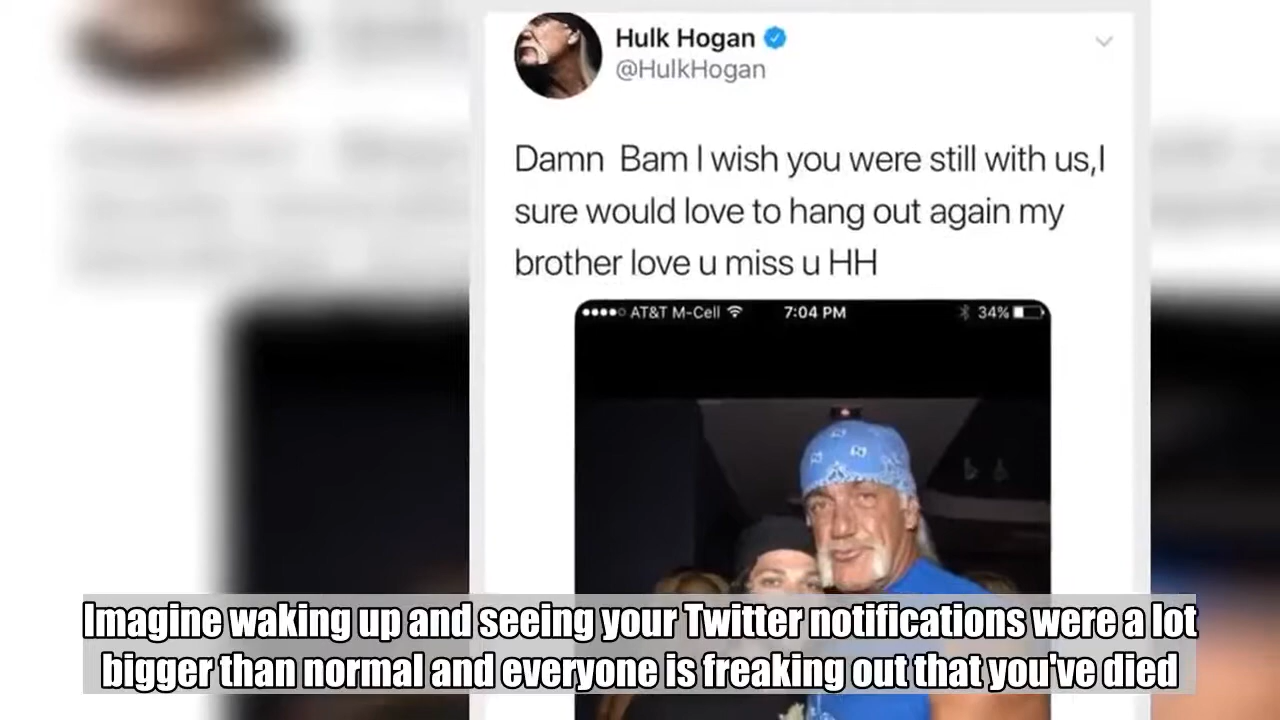 Hulk Hogan
@HulkHogan
Damn  Bam I wish you were still with us,I
sure would love to hang out again my
brother love u miss u HH
AT&T M-Cell 7:04 PM 34%
Imagine waking up and seeing your Twitter notifications were a lot
bigger than normal and everyone is freaking out that you've died